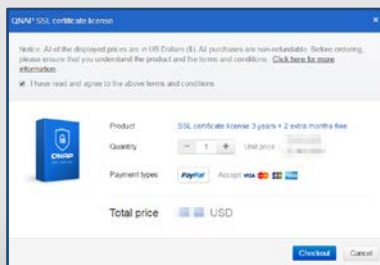 QNAP SSL certificate license
Notice: All of the displayed prices are in US Dollars ($). All purchases are non-refundable. Before ordering,
please ensure that you understand the product and the terms and conditions. Click here for more
information.
I have read and agree to the above terms and conditions
Product
SSL certificate license 3 years + 2 extra months free
Quantity
- 1 +
Unit price :
Payment types
PayPal Accept VISA
QNAP
Total price
USD
Checkout Cancel